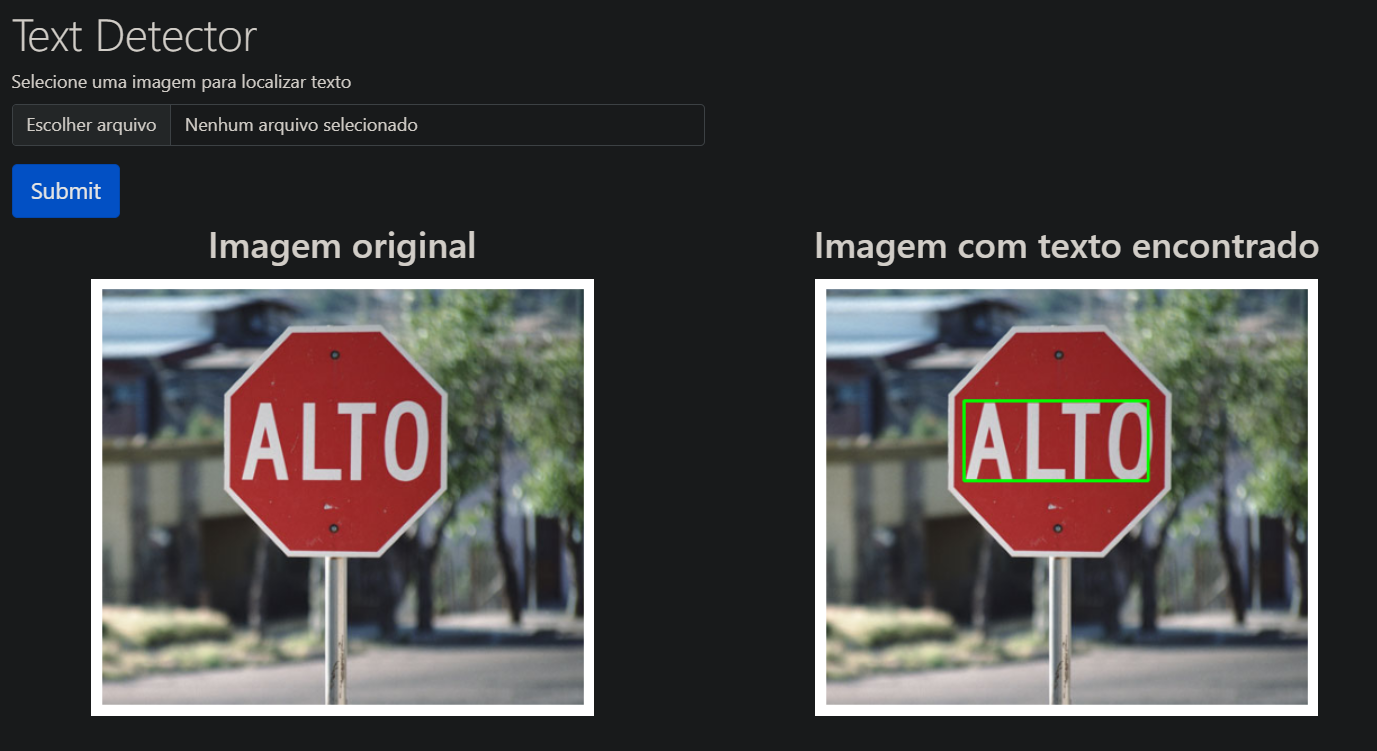 Text Detector
Selecione uma imagem para localizar texto
Escolher arquivo Nenhum arquivo selecionado
Submit
Imagem original
Imagem com texto encontrado
ALTO
ALTO